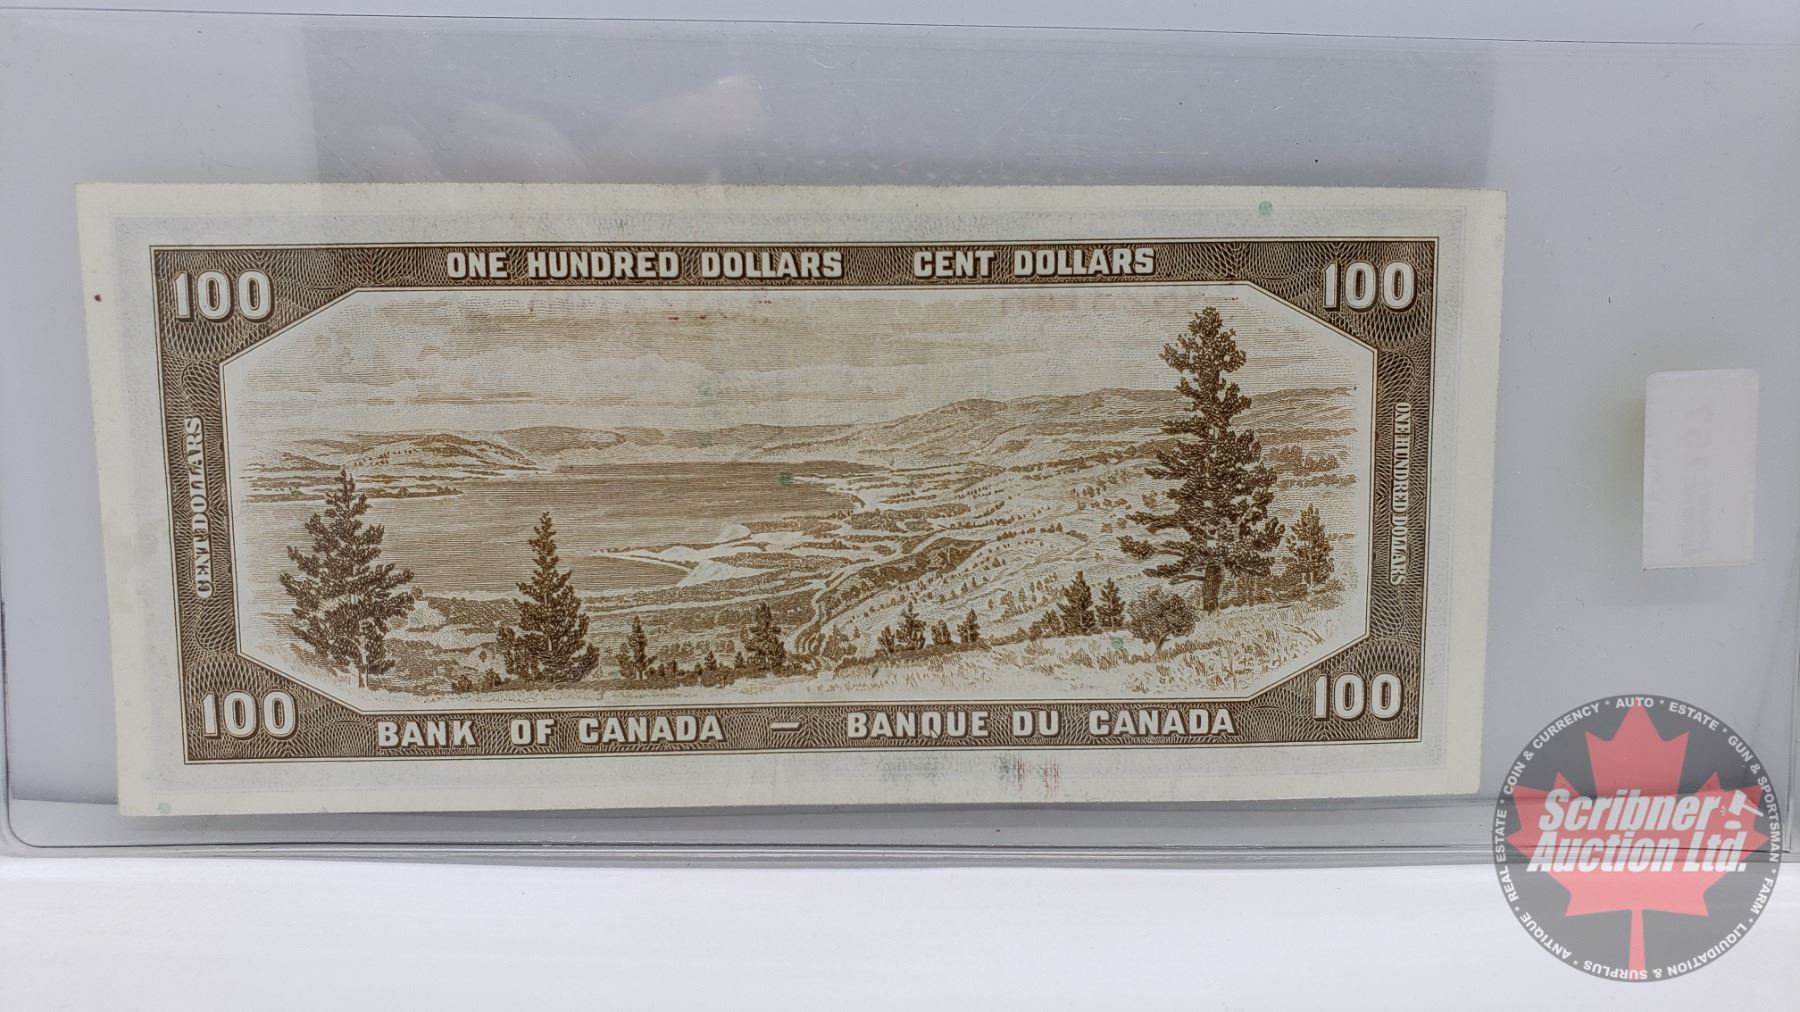 ONE HUNDRED DOLLARS CENT DOLLARS
100
100
CENT DOLLARS
ONE HUNDRED DOLLARS
100
100
BANK OF CANADA — BANQUE DU CANADA
Scribner
Auction Ltd.
COIN & CURRENCY * AUTO * ESTATE * GUN & SPORTSMAN * FARM * LIQUIDATION & SURPLUS * ANTIQUE * REAL ESTATE *